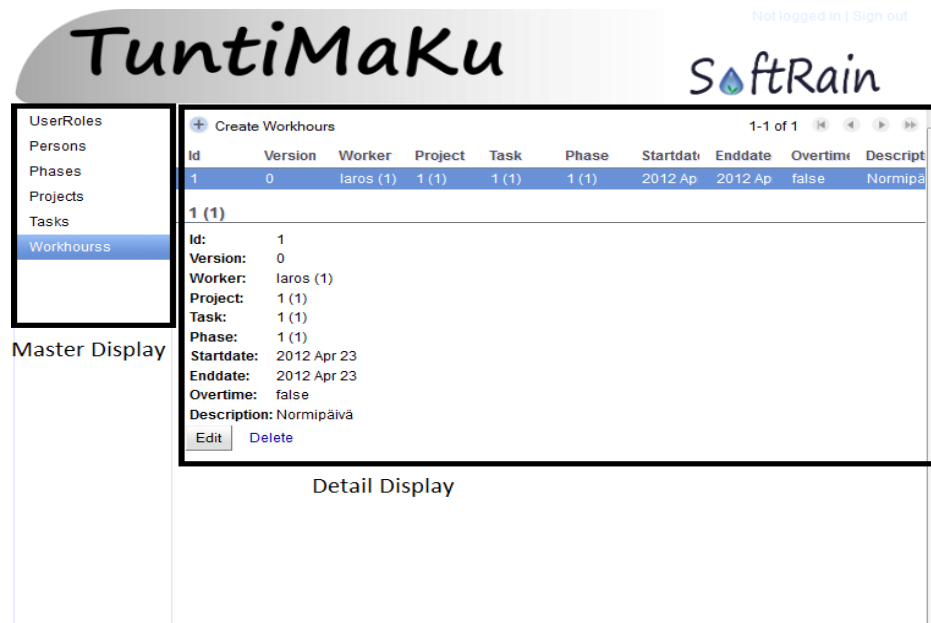 Not logged in | Sign out
TuntiMaKu
SoftRain
UserRoles
Persons
Phases
Projects
Tasks
Workhourss
Master Display
Create Workhours
1-1 of 1
Id Version Worker Project Task Phase Startdat Enddate Overtim Descript
1 0 laros (1) 1 (1) 1 (1) 1 (1) 2012 Ap 2012 Ap false Normipä
1 (1)
Id: 1
Version: 0
Worker: laros (1)
Project: 1 (1)
Task: 1 (1)
Phase: 1 (1)
Startdate: 2012 Apr 23
Enddate: 2012 Apr 23
Overtime: false
Description: Normipäivä
Edit Delete
Detail Display